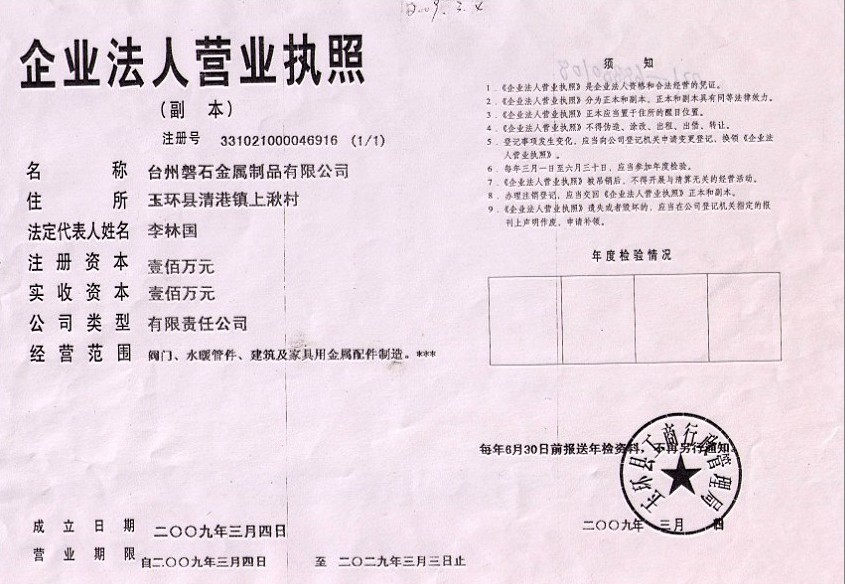 2009.3.4
企业法人营业执照
（副 本）
注册号 331021000046916 (1/1)
名 称 台州磐石金属制品有限公司
住 所 玉环县清港镇上湫村
法定代表人姓名 李林国
注册资本 壹佰万元
实收资本 壹佰万元
公司类型 有限责任公司
经营范围 阀门、水暖管件、建筑及家具用金属配件制造。***
成立日期 二〇〇九年三月四日
营业期限 自二〇〇九年三月四日 至 二〇二九年三月三日止
须 知
1．《企业法人营业执照》是企业法人资格和合法经营的凭证。
2．《企业法人营业执照》分为正本和副本，正本和副本具有同等法律效力。
3．《企业法人营业执照》正本应当置于住所的醒目位置。
4．《企业法人营业执照》不得伪造、涂改、出租、出借、转让。
5．登记事项发生变化，应当向公司登记机关申请变更登记，换领《企业法
人营业执照》。
6．每年三月一日至六月三十日，应当参加年度检验。
7．《企业法人营业执照》被吊销后，不得开展与清算无关的经营活动。
8．办理注销登记，应当交回《企业法人营业执照》正本和副本。
9．《企业法人营业执照》遗失或者毁坏的，应当在公司登记机关指定的报
刊上声明作废，申请补领。
年度检验情况
每年6月30日前报送年检资料，不再另行通知。
玉环县工商行政管理局
二〇〇九年 三月 四